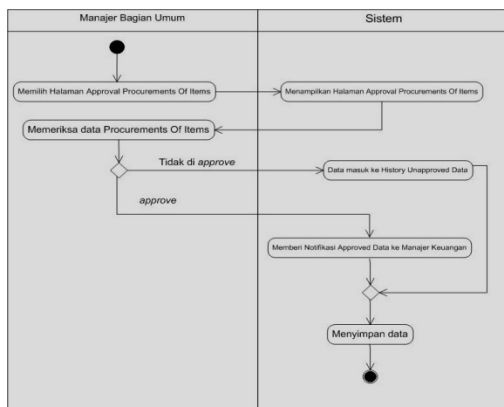 Manajer Bagian Umum
Sistem
Memilih Halaman Approval Procurements Of Items
Menampilkan Halaman Approval Procurements Of Items
Memeriksa data Procurements Of Items
Tidak di approve
Data masuk ke History Unapproved Data
approve
Memberi Notifikasi Approved Data ke Manajer Keuangan
Menyimpan data